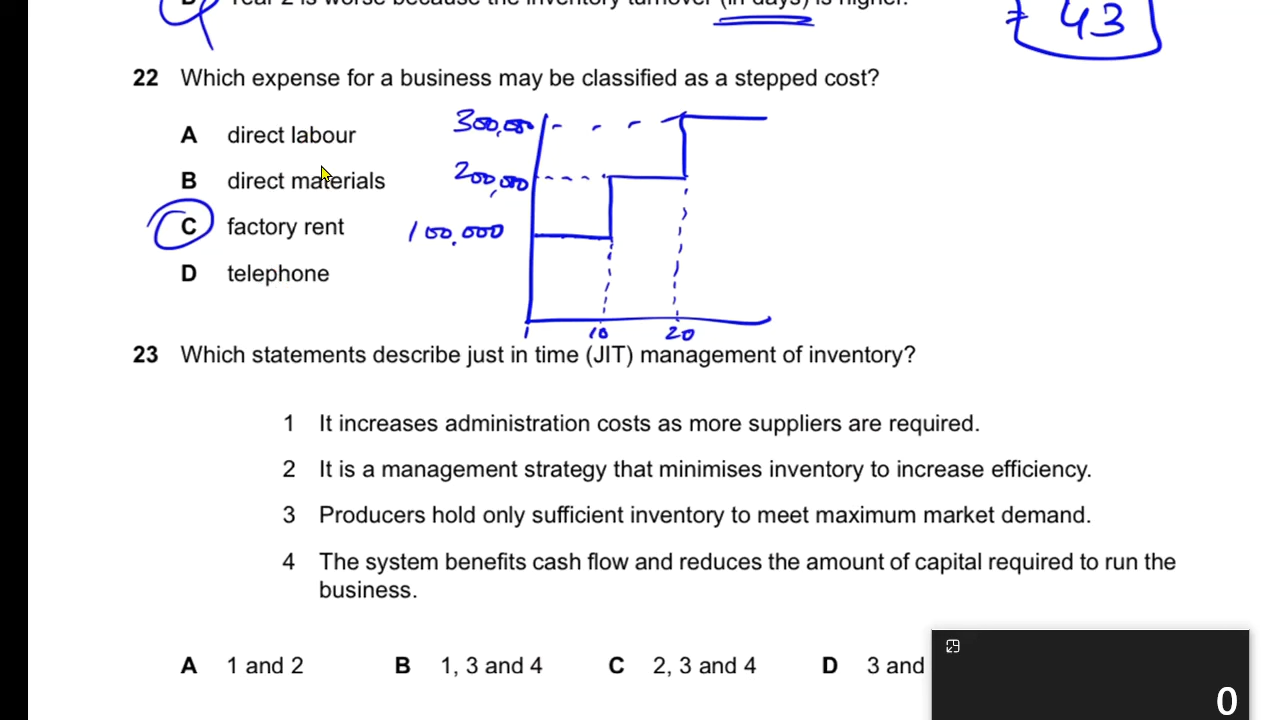 Year 2 is worse because the inventory turnover (in days) is higher.
= 43
22 Which expense for a business may be classified as a stepped cost?
A direct labour
B direct materials
C factory rent
D telephone
300,000
200,000
100,000
1 10 20
23 Which statements describe just in time (JIT) management of inventory?
1 It increases administration costs as more suppliers are required.
2 It is a management strategy that minimises inventory to increase efficiency.
3 Producers hold only sufficient inventory to meet maximum market demand.
4 The system benefits cash flow and reduces the amount of capital required to run the
business.
A 1 and 2 B 1, 3 and 4 C 2, 3 and 4 D 3 and
0